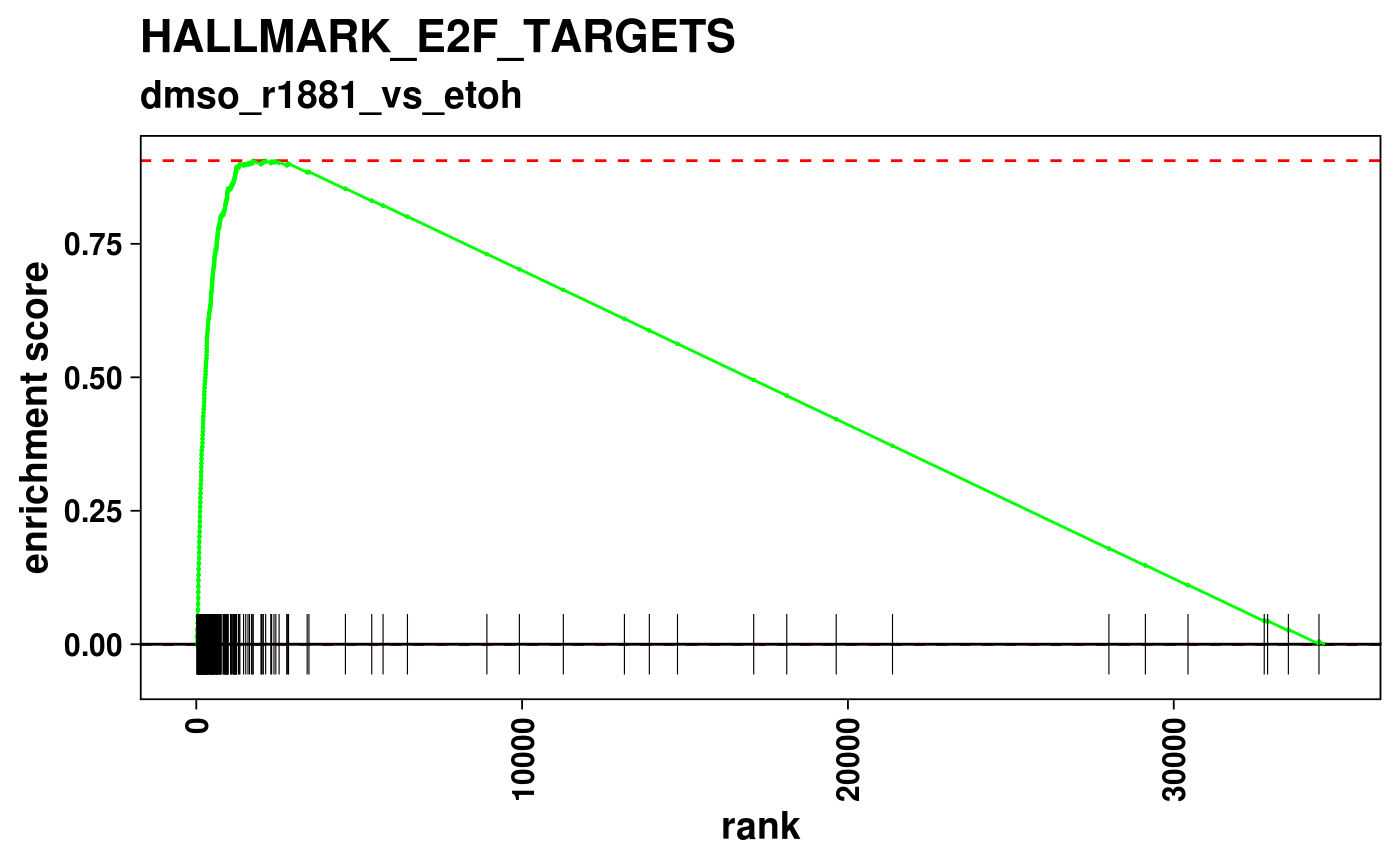 HALLMARK_E2F_TARGETS
dmso_r1881_vs_etoh
enrichment score
0.75
0.50
0.25
0.00
0
10000
20000
30000
rank